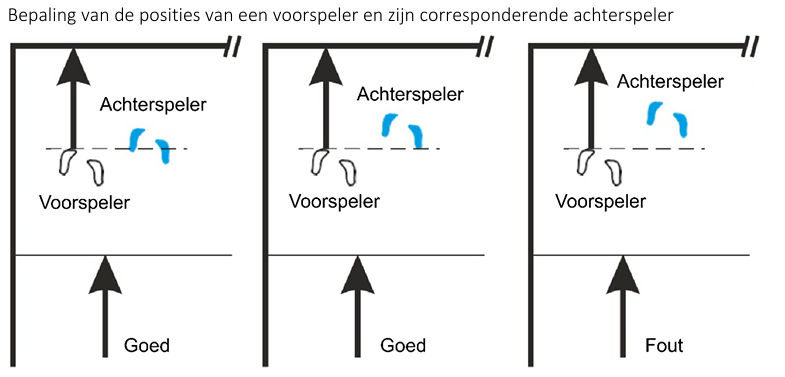 Bepaling van de posities van een voorspeler en zijn corresponderende achterspeler
Achterspeler
Voorspeler
Goed
Achterspeler
Voorspeler
Goed
Achterspeler
Voorspeler
Fout